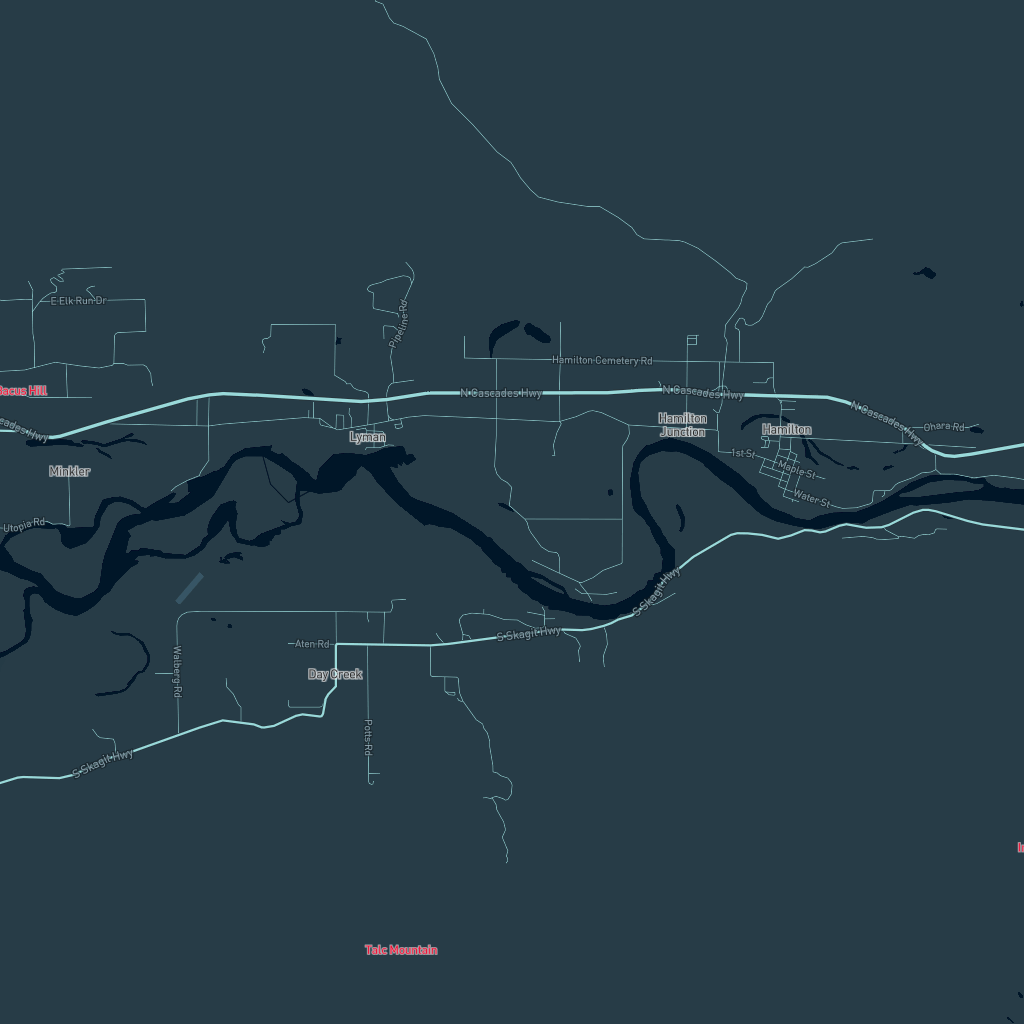 E Elk Run Dr
Pipeline Rd
Hamilton Cemetery Rd
Bacus Hill
N Cascades Hwy
N Cascades Hwy
N Cascades Hwy
cades Hwy
Hamilton
Junction
Hamilton
Ohara Rd
Lyman
1st St
Maple St
Minkler
Water St
Utopia Rd
S Skagit Hwy
S Skagit Hwy
Aten Rd
Walberg Rd
Day Creek
Potts Rd
S Skagit Hwy
Talc Mountain